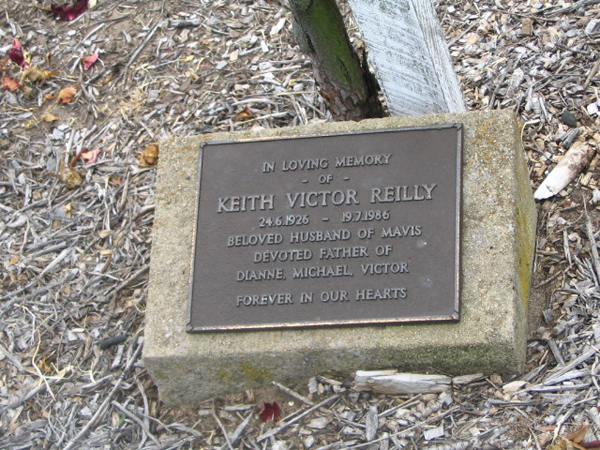 IN LOVING MEMORY
- OF -
KEITH VICTOR REILLY
24.6.1926 - 19.7.1986
BELOVED HUSBAND OF MAVIS
DEVOTED FATHER OF
DIANNE, MICHAEL, VICTOR
FOREVER IN OUR HEARTS